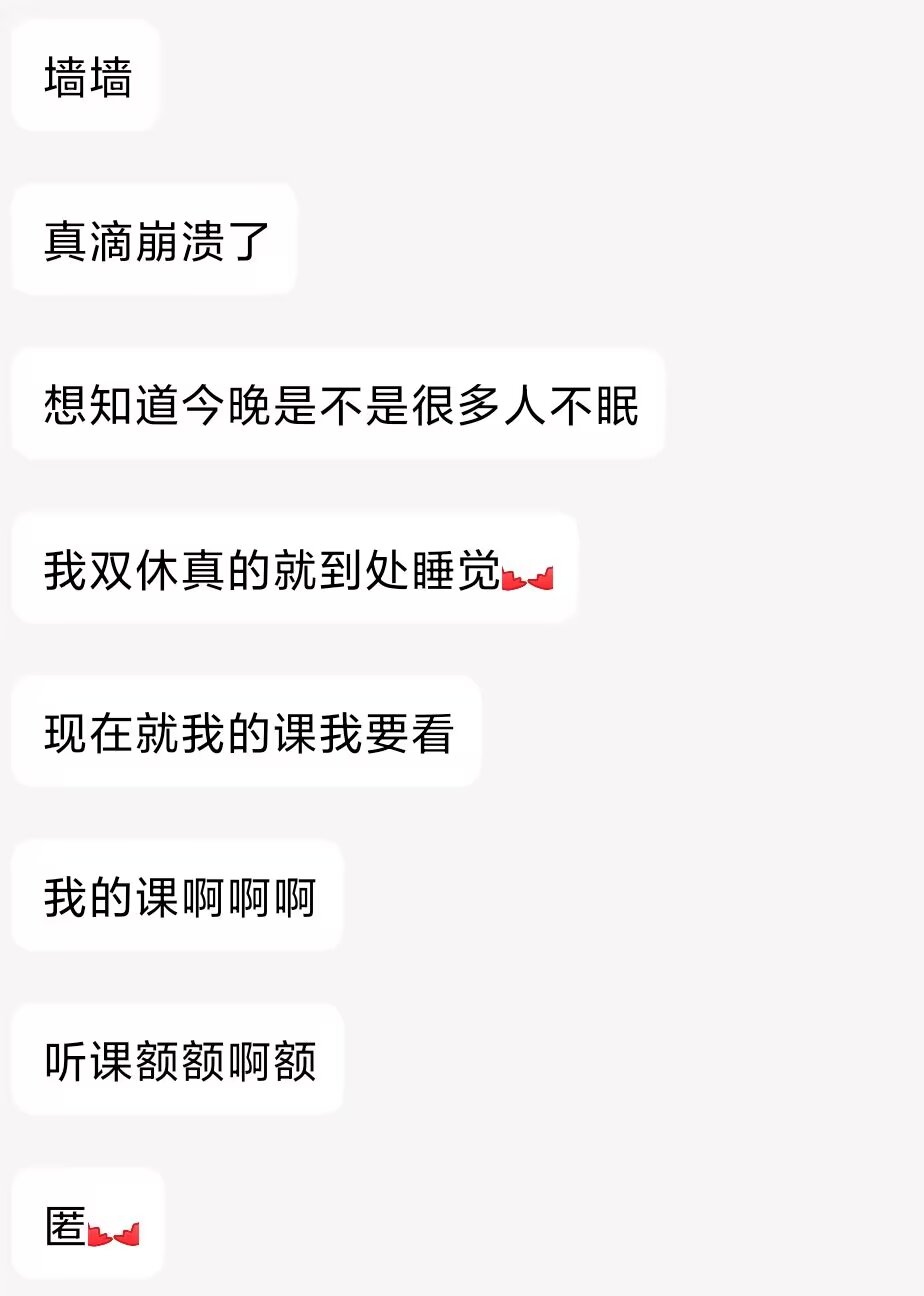 墙墙
真滴崩溃了
想知道今晚是不是很多人不眠
我双休真的就到处睡觉
现在就我的课我要看
我的课啊啊啊
听课额额啊额
匿